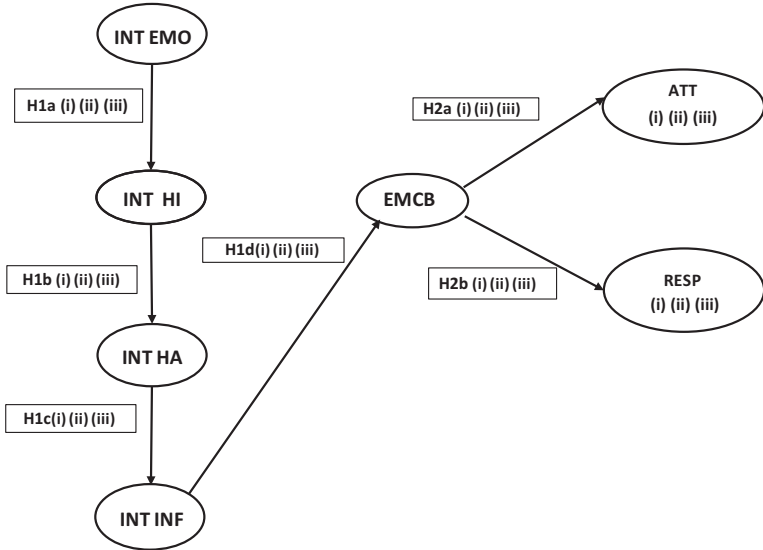 INT EMO
H1a (i) (ii) (iii)
INT HI
H1b (i) (ii) (iii)
INT HA
H1c(i) (ii) (iii)
INT INF
H1d(i) (ii) (iii)
EMCB
H2a (i) (ii) (iii)
ATT
(i) (ii) (iii)
H2b (i) (ii) (iii)
RESP
(i) (ii) (iii)